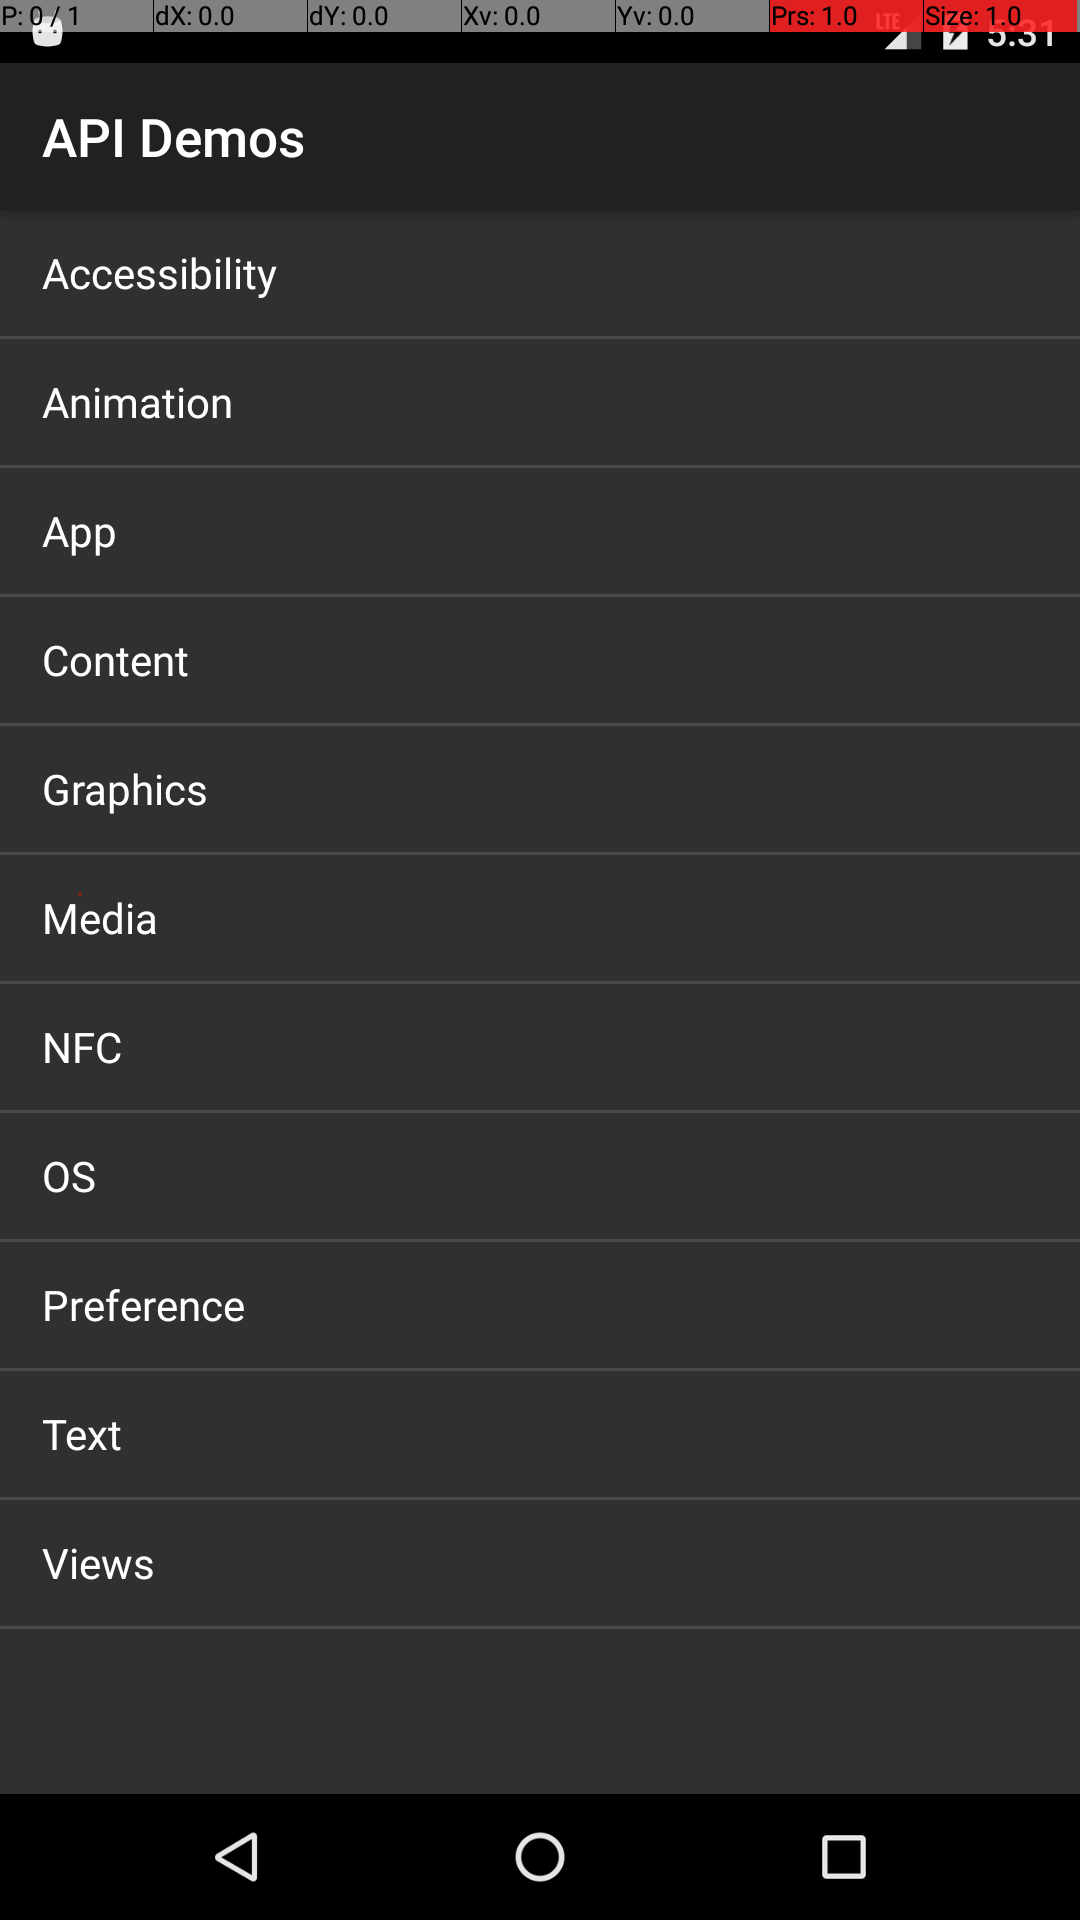 P: 0 / 1 dX: 0.0 dY: 0.0 Xv: 0.0 Yv: 0.0 Prs: 1.0 Size: 1.0
LTE 5:31
API Demos
Accessibility
Animation
App
Content
Graphics
Media
NFC
OS
Preference
Text
Views